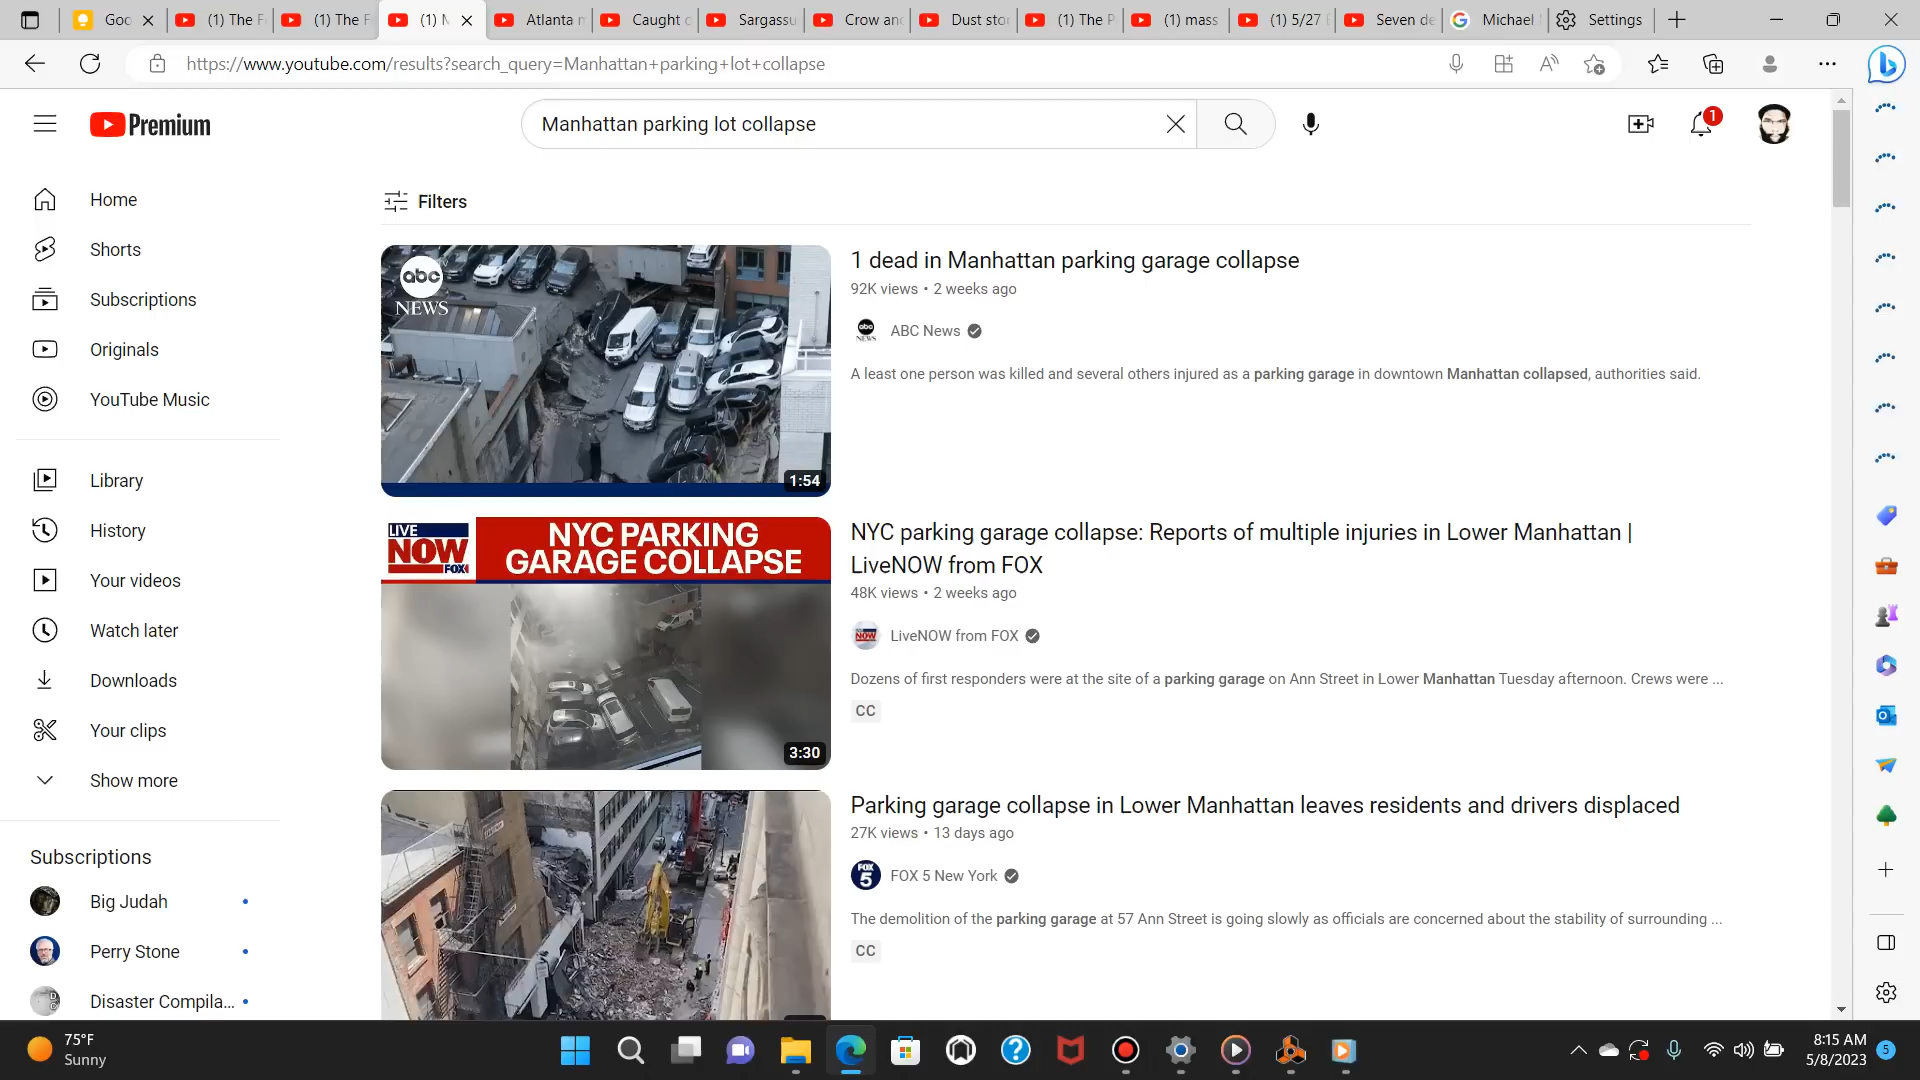 Goo
(1) The F
(1) The F
(1) M
Atlanta m
Caught o
Sargassu
Crow and
Dust stor
(1) The P
(1) mass
(1) 5/27 E
Seven de
Michael
Settings
https://www.youtube.com/results?search_query=Manhattan+parking+lot+collapse
Premium
Manhattan parking lot collapse
1
Home
Shorts
Subscriptions
Originals
YouTube Music
Library
History
Your videos
Watch later
Downloads
Your clips
Show more
Subscriptions
Big Judah
Perry Stone
Disaster Compila...
Filters
abc
NEWS
1:54
1 dead in Manhattan parking garage collapse
92K views • 2 weeks ago
abc NEWS
ABC News
A least one person was killed and several others injured as a parking garage in downtown Manhattan collapsed, authorities said.
LIVE
NOW
FOX
NYC PARKING
GARAGE COLLAPSE
3:30
NYC parking garage collapse: Reports of multiple injuries in Lower Manhattan |
LiveNOW from FOX
48K views • 2 weeks ago
NOW
LiveNOW from FOX
Dozens of first responders were at the site of a parking garage on Ann Street in Lower Manhattan Tuesday afternoon. Crews were ...
CC
Parking garage collapse in Lower Manhattan leaves residents and drivers displaced
27K views • 13 days ago
FOX 5
FOX 5 New York
The demolition of the parking garage at 57 Ann Street is going slowly as officials are concerned about the stability of surrounding ...
CC
75°F
Sunny
8:15 AM
5/8/2023
5